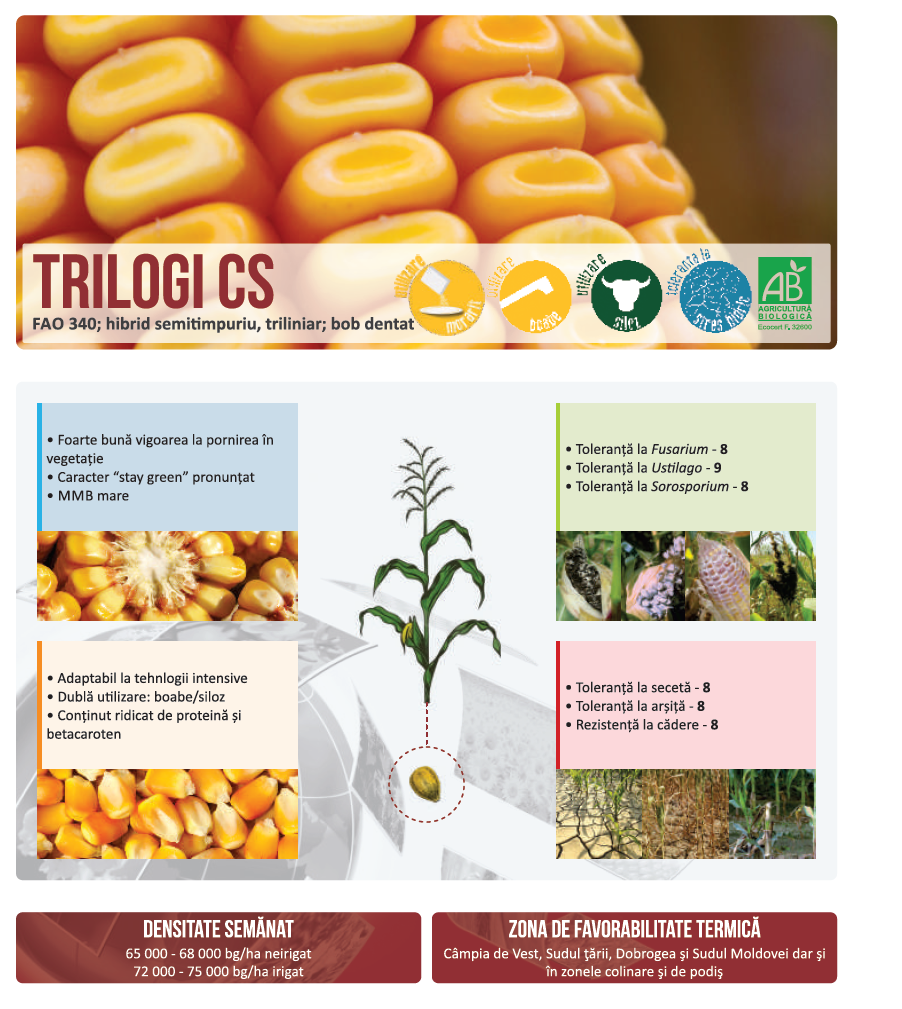 TRILOGI CS
FAO 340; hibrid semitimpuriu, triliniar; bob dentat
utilizare
morărit
utilizare
boabe
utilizare
siloz
toleranta la
stres hidric
AB
AGRICULTURĂ
BIOLOGICĂ
Ecocert F. 32600
• Foarte bună vigoarea la pornirea în
vegetație
• Caracter “stay green” pronunțat
• MMB mare
• Toleranță la Fusarium - 8
• Toleranță la Ustilago - 9
• Toleranță la Sorosporium - 8
• Adaptabil la tehnlogii intensive
• Dublă utilizare: boabe/siloz
• Conținut ridicat de proteină și
betacaroten
• Toleranță la secetă - 8
• Toleranță la arșiță - 8
• Rezistență la cădere - 8
DENSITATE SEMĂNAT
65 000 - 68 000 bg/ha neirigat
72 000 - 75 000 bg/ha irigat
ZONA DE FAVORABILITATE TERMICĂ
Câmpia de Vest, Sudul ţării, Dobrogea şi Sudul Moldovei dar şi
în zonele colinare şi de podiş